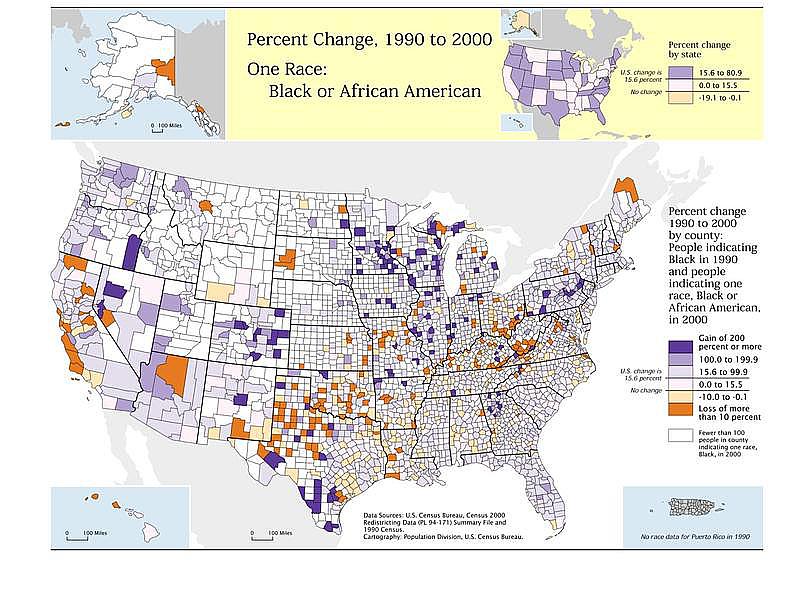 Percent Change, 1990 to 2000
One Race:
Black or African American
0 100 Miles
Percent change
by state
U.S. change is
15.6 percent
No change
15.6 to 80.9
0.0 to 15.5
-19.1 to -0.1
Percent change
1990 to 2000
by county:
People indicating
Black in 1990
and people
indicating one
race, Black or
African American,
in 2000
Gain of 200
percent or more
100.0 to 199.9
15.6 to 99.9
0.0 to 15.5
-10.0 to -0.1
Loss of more
than 10 percent
U.S. change is
15.6 percent
No change
Fewer than 100
people in county
indicating one race,
Black, in 2000
0 100 Miles
0 100 Miles
Data Sources: U.S. Census Bureau, Census 2000
Redistricting Data (PL 94-171) Summary File and
1990 Census.
Cartography: Population Division, U.S. Census Bureau.
No race data for Puerto Rico in 1990